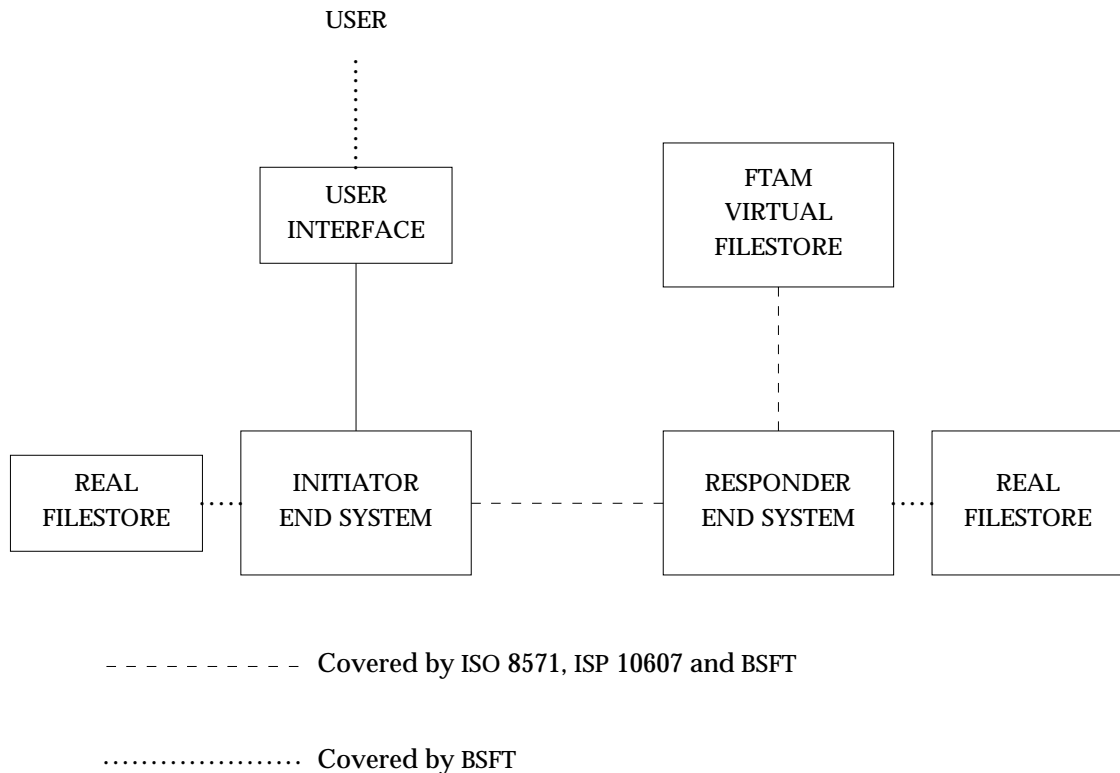 USER
USER
INTERFACE
FTAM
VIRTUAL
FILESTORE
REAL
FILESTORE
INITIATOR
END SYSTEM
RESPONDER
END SYSTEM
REAL
FILESTORE
Covered by ISO 8571, ISP 10607 and BSFT
Covered by BSFT